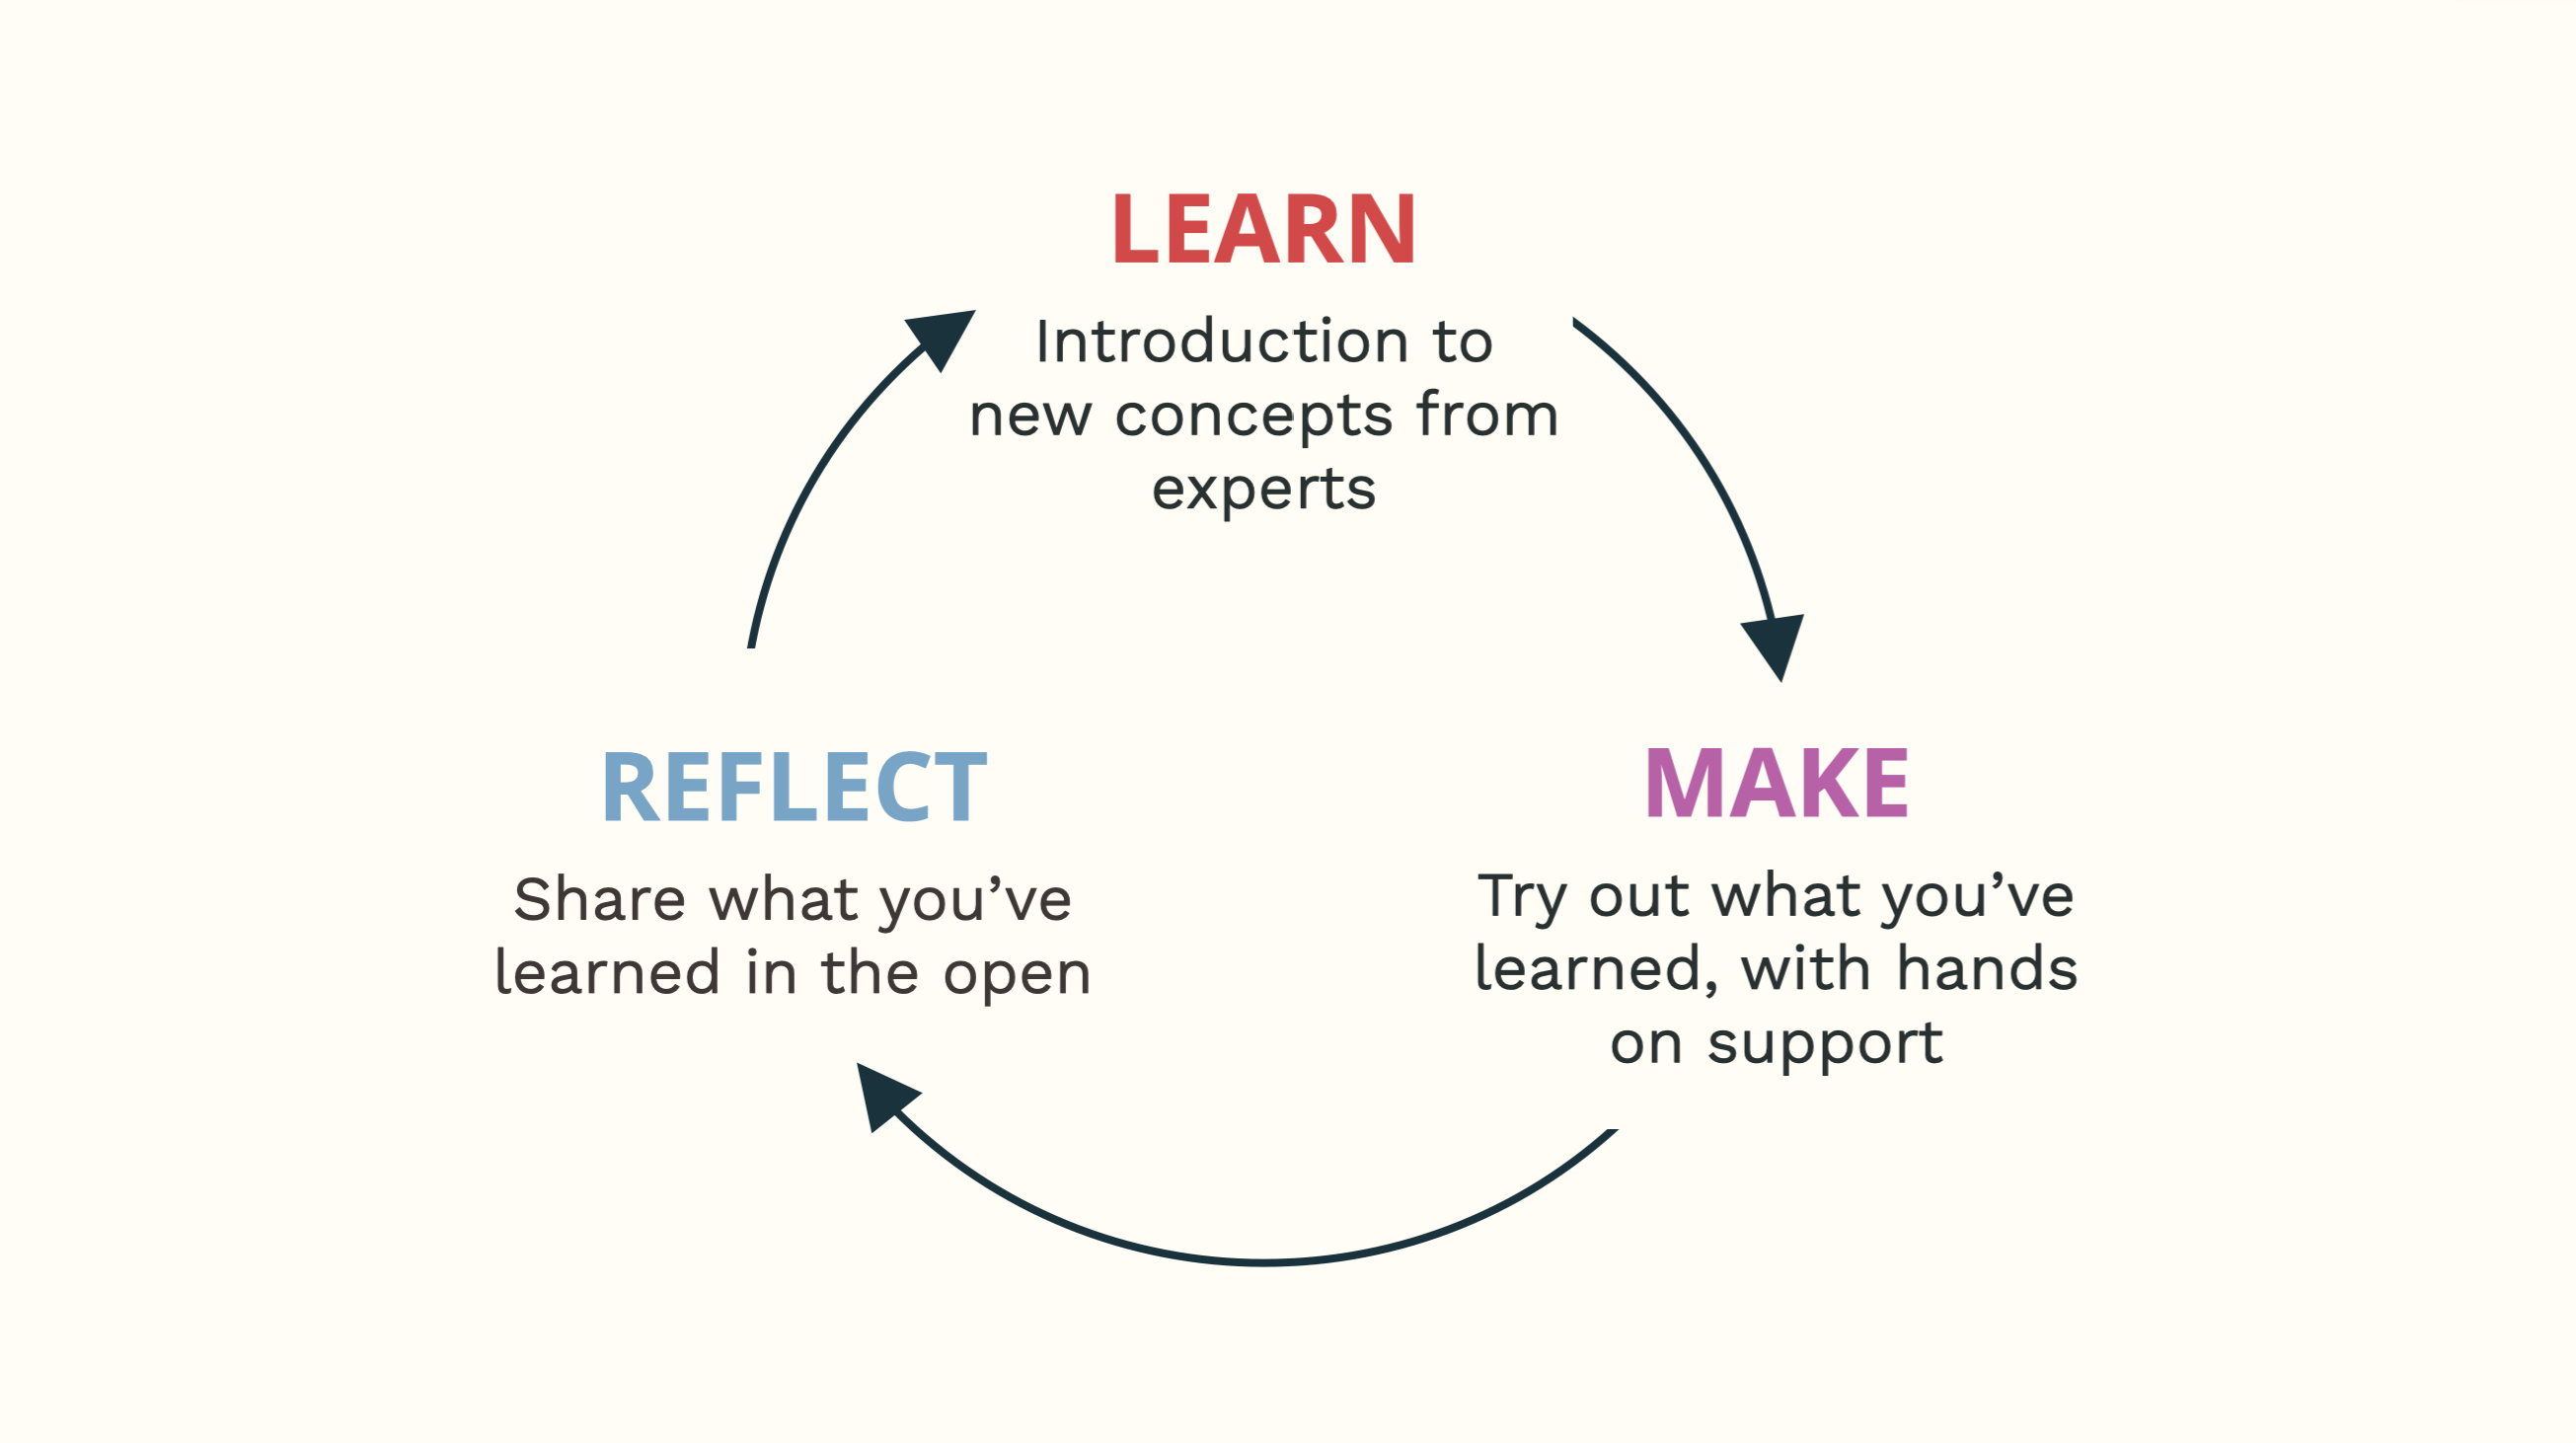 LEARN
Introduction to
new concepts from
experts
REFLECT
Share what you’ve
learned in the open
MAKE
Try out what you’ve
learned, with hands
on support